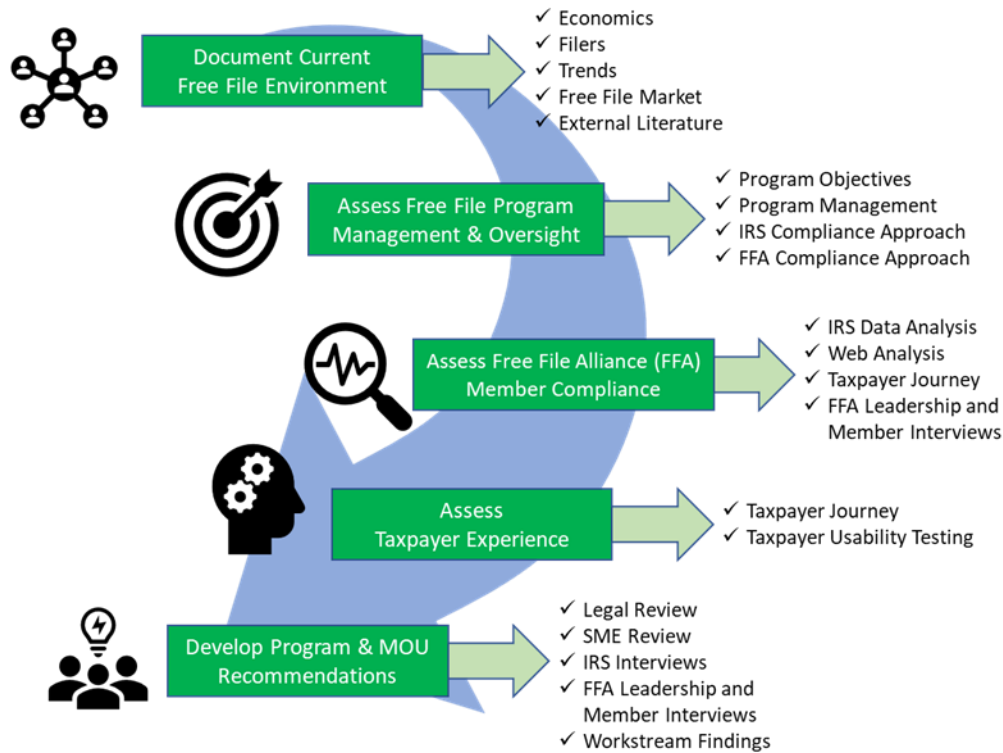 Document Current
Free File Environment
✓ Economics
✓ Filers
✓ Trends
✓ Free File Market
✓ External Literature
Assess Free File Program
Management & Oversight
✓ Program Objectives
✓ Program Management
✓ IRS Compliance Approach
✓ FFA Compliance Approach
Assess Free File Alliance (FFA)
Member Compliance
✓ IRS Data Analysis
✓ Web Analysis
✓ Taxpayer Journey
✓ FFA Leadership and
Member Interviews
Assess
Taxpayer Experience
✓ Taxpayer Journey
✓ Taxpayer Usability Testing
Develop Program & MOU
Recommendations
✓ Legal Review
✓ SME Review
✓ IRS Interviews
✓ FFA Leadership and
Member Interviews
✓ Workstream Findings